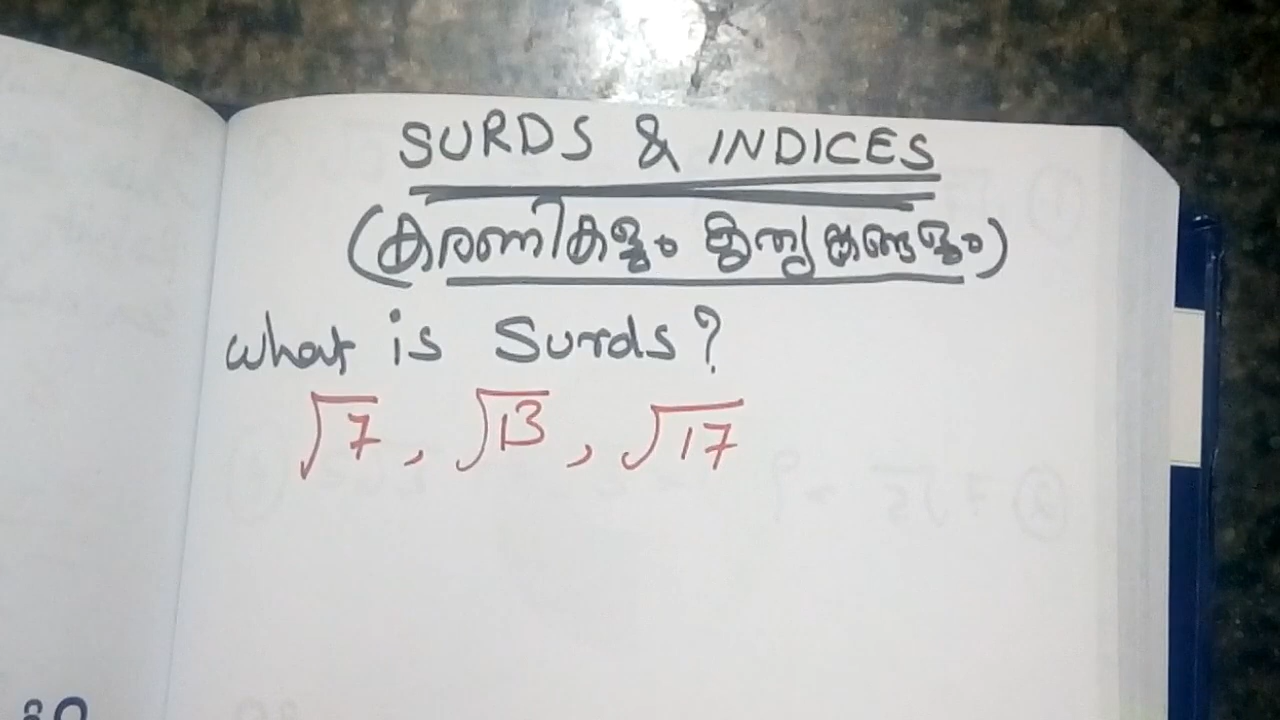 SURDS & INDICES
(കരണികളും കൃത്യങ്കങ്ങളും)
What is Surds?
√7, √13, √17